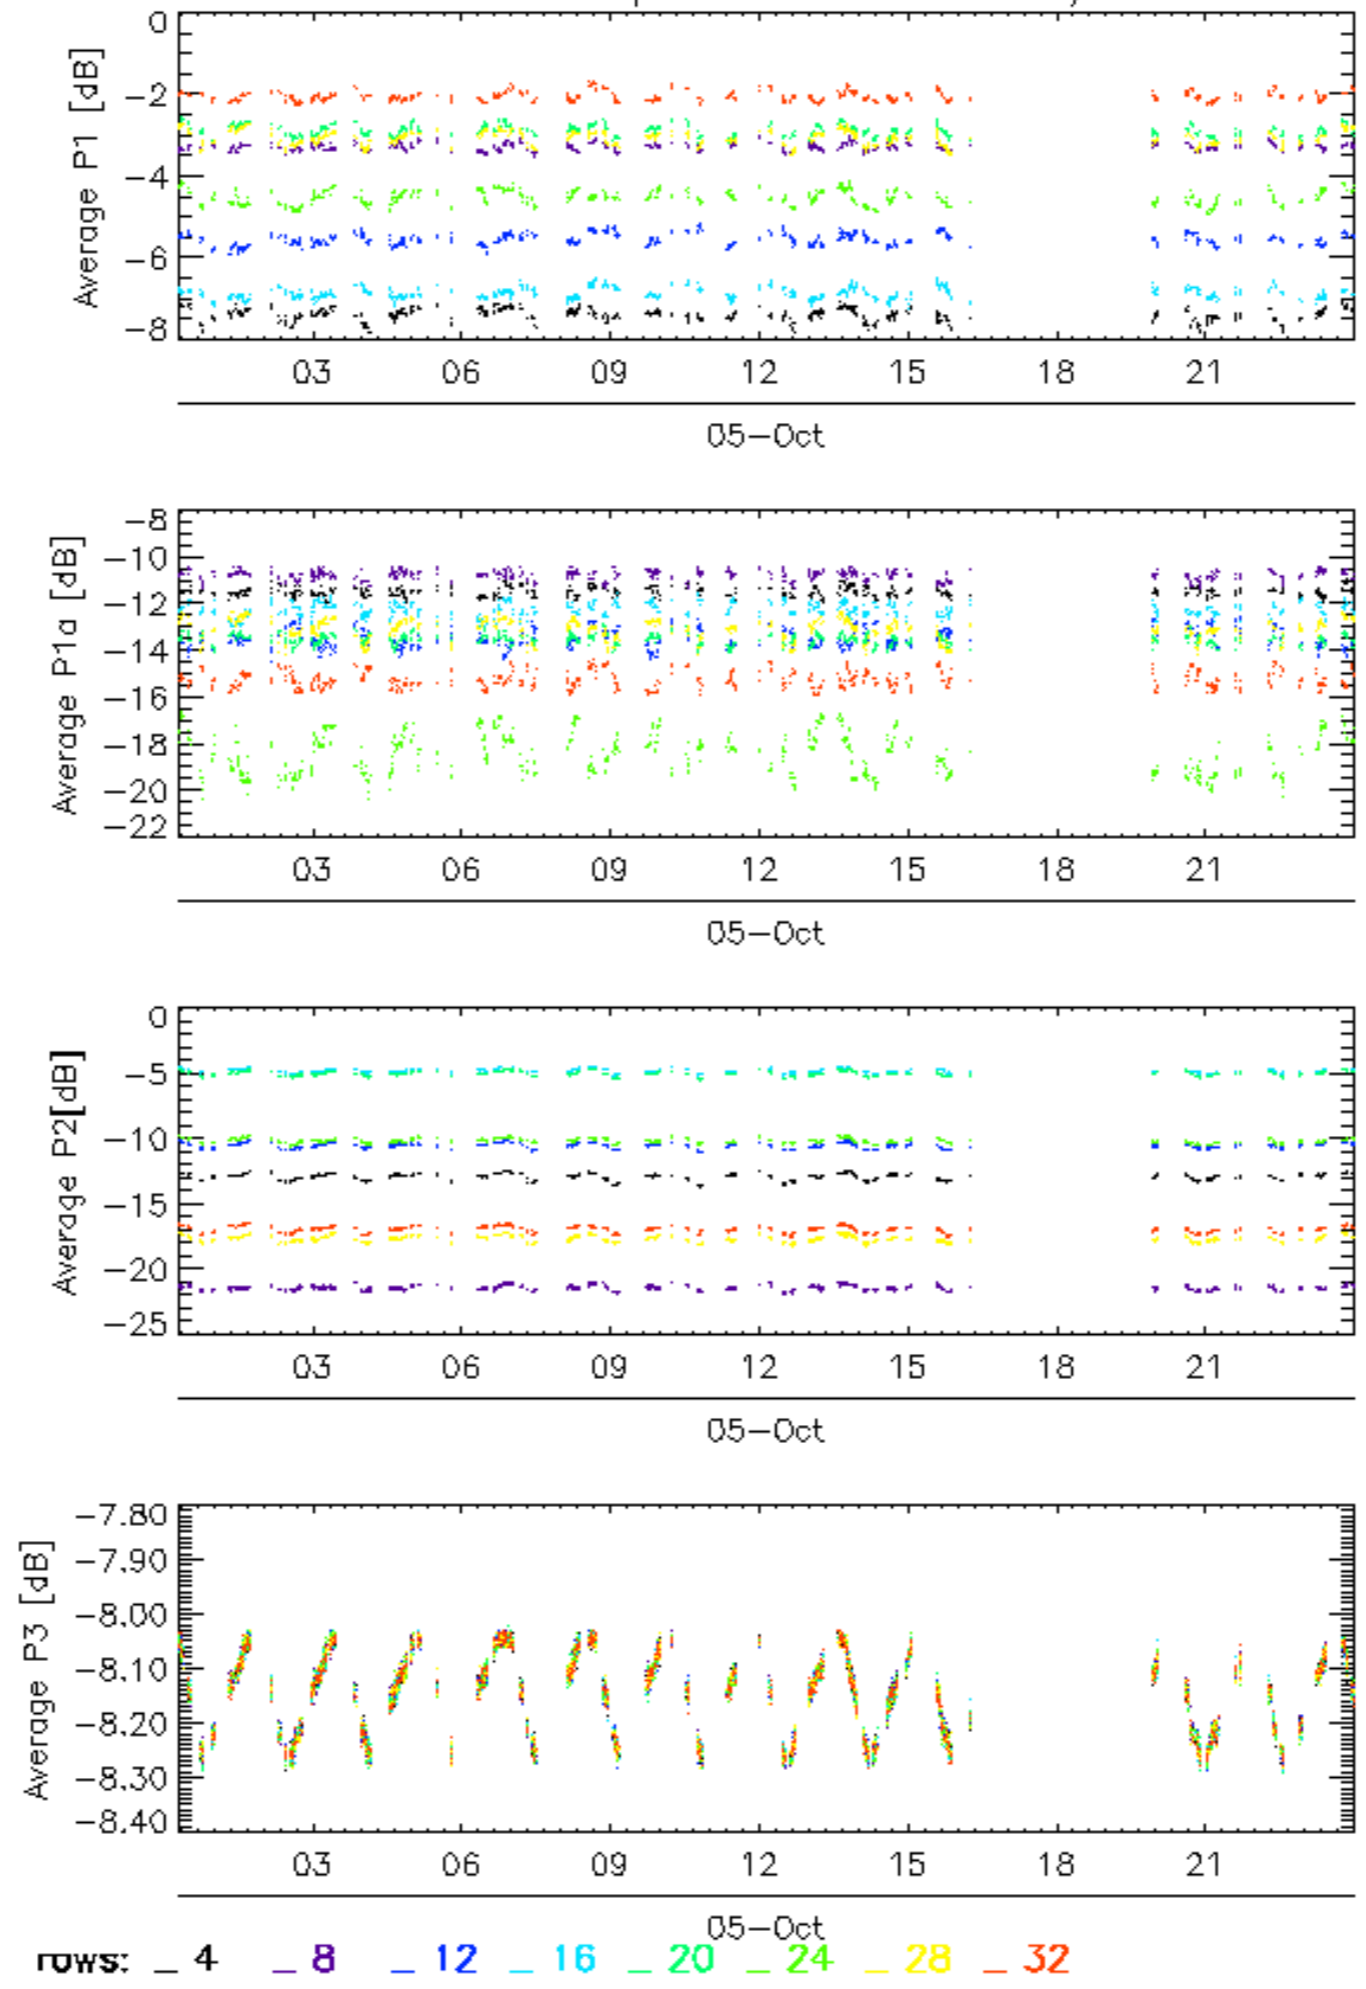 Average P1 [dB]
0
−2
−4
−6
−8
03 06 09 12 15 18 21
05−Oct
Average P1a [dB]
−8
−10
−12
−14
−16
−18
−20
−22
03 06 09 12 15 18 21
05−Oct
Average P2[dB]
0
−5
−10
−15
−20
−25
03 06 09 12 15 18 21
05−Oct
Average P3 [dB]
−7.80
−7.90
−8.00
−8.10
−8.20
−8.30
−8.40
03 06 09 12 15 18 21
05−Oct
rows: _ 4 _ 8 _ 12 _ 16 _ 20 _ 24 _ 28 _ 32